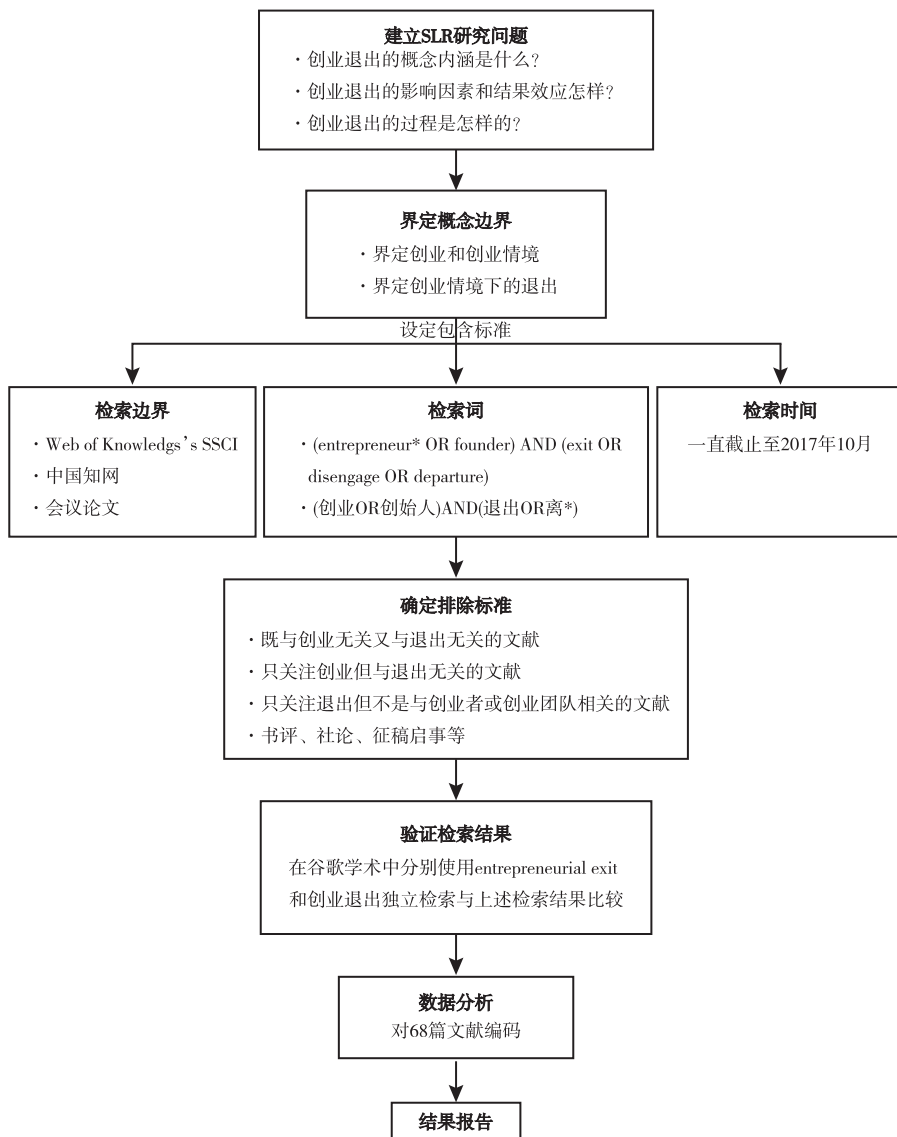 建立SLR研究问题
·创业退出的概念内涵是什么?
·创业退出的影响因素和结果效应怎样?
·创业退出的过程是怎样的?
界定概念边界
·界定创业和创业情境
·界定创业情境下的退出
设定包含标准
检索边界
·Web of Knowledgs’s SSCI
·中国知网
·会议论文
检索词
·(entrepreneur* OR founder) AND (exit OR
disengage OR departure)
·(创业OR创始人)AND(退出OR离*)
检索时间
一直截止至2017年10月
确定排除标准
·既与创业无关又与退出无关的文献
·只关注创业但与退出无关的文献
·只关注退出但不是与创业者或创业团队相关的文献
·书评、社论、征稿启事等
验证检索结果
在谷歌学术中分别使用entrepreneurial exit
和创业退出独立检索与上述检索结果比较
数据分析
对68篇文献编码
结果报告